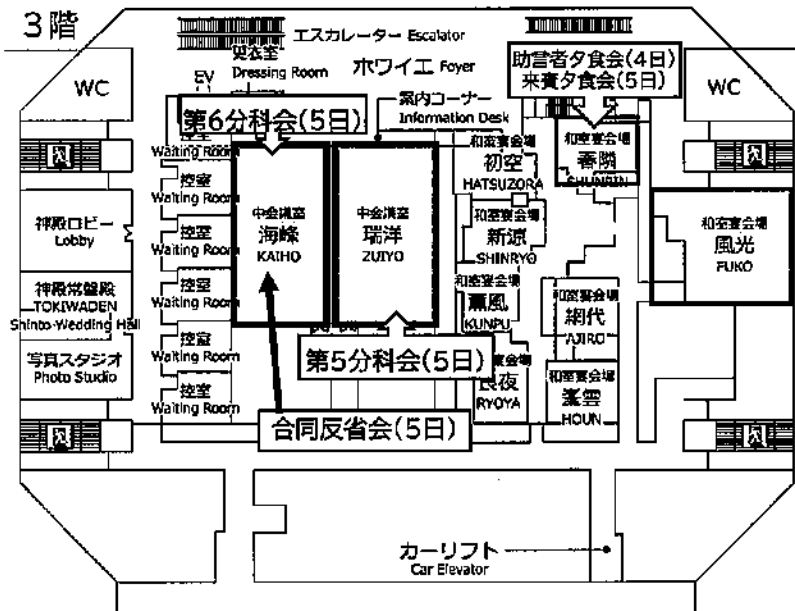 3階
エスカレーター Escalator
更衣室
Dressing Room
ホワイエ Foyer
EV
WC
案内コーナー
Information Desk
助言者夕食会(4日)
来賓夕食会(5日)
WC
第6分科会(5日)
Waiting Room
控室
Waiting Room
控室
Waiting Room
控室
Waiting Room
控室
Waiting Room
控室
Waiting Room
中会議室
海峰
KAIHO
中会議室
瑞洋
ZUIYO
和室宴会場
初空
HATSUZORA
和室宴会場
SHUNRIN
和室宴会場
新涼
SHINRYO
和室宴会場
風光
FUKO
和室宴会場
薫風
KUNPU
和室宴会場
網代
AJIRO
宴会場
良夜
RYOYA
和室宴会場
HOUN
神殿ロビー
Lobby
神殿常盤殿
TOKIWADEN
Shinto-Wedding Hall
写真スタジオ
Photo Studio
第5分科会(5日)
合同反省会(5日)
カーリフト
Car Elevator